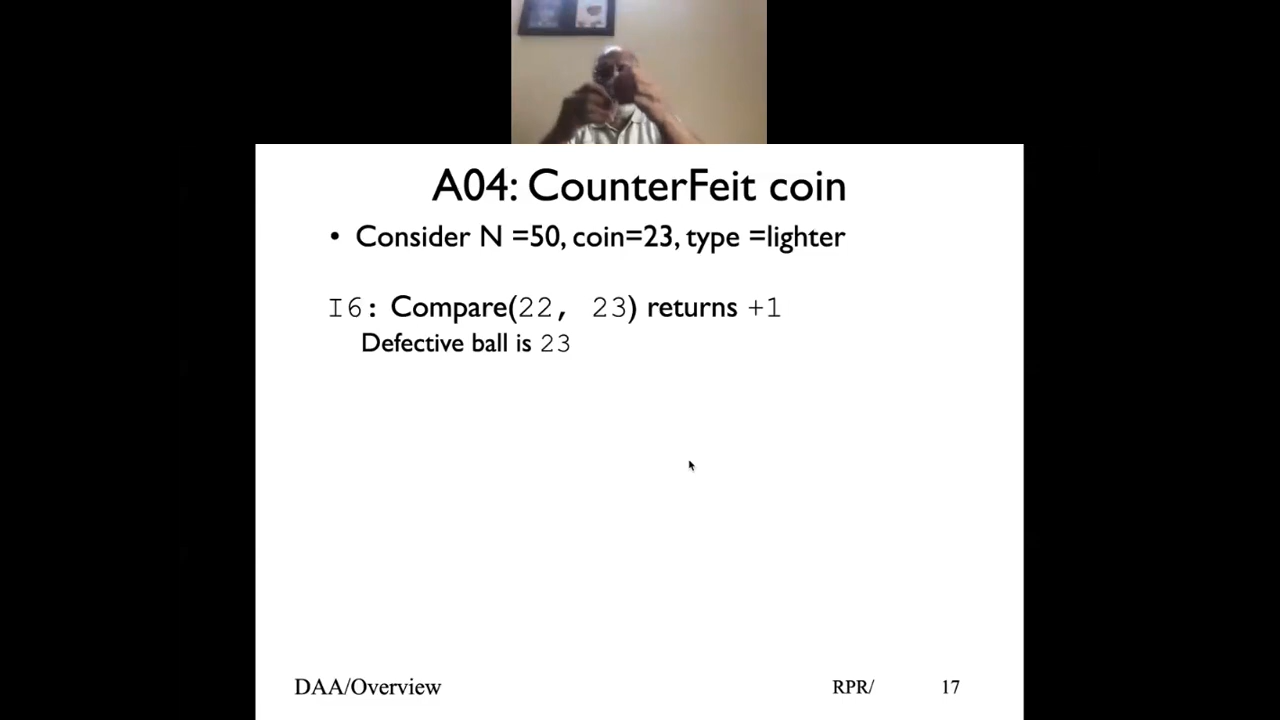 A04: CounterFeit coin
• Consider N =50, coin=23, type =lighter
I6: Compare(22, 23) returns +1
Defective ball is 23
DAA/Overview
RPR/
17